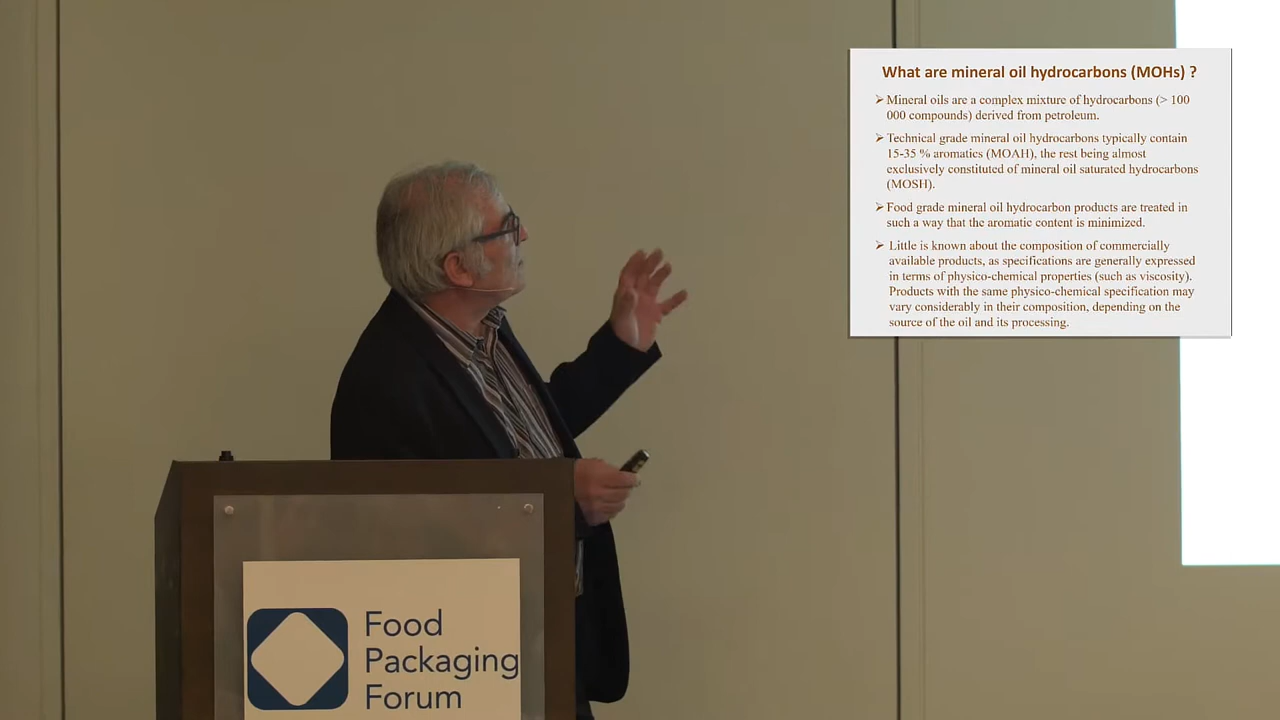 What are mineral oil hydrocarbons (MOHs) ?
➢ Mineral oils are a complex mixture of hydrocarbons (> 100
000 compounds) derived from petroleum.
➢ Technical grade mineral oil hydrocarbons typically contain
15-35 % aromatics (MOAH), the rest being almost
exclusively constituted of mineral oil saturated hydrocarbons
(MOSH).
➢ Food grade mineral oil hydrocarbon products are treated in
such a way that the aromatic content is minimized.
➢ Little is known about the composition of commercially
available products, as specifications are generally expressed
in terms of physico-chemical properties (such as viscosity).
Products with the same physico-chemical specification may
vary considerably in their composition, depending on the
source of the oil and its processing.
Food
Packaging
Forum